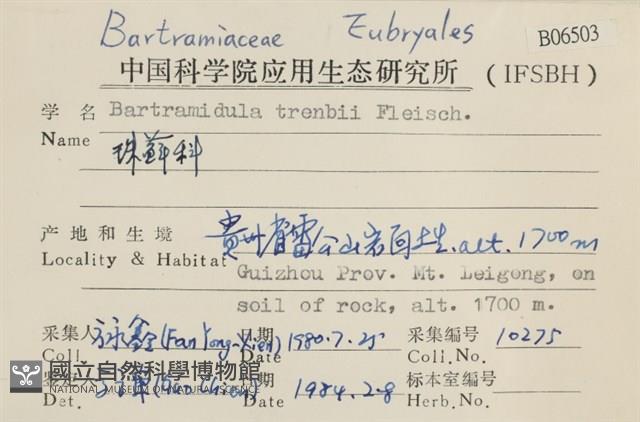 Bartramiaceae Eubryales
B06503
中国科学院应用生态研究所 (IFSBH)
学名 Bartramidula trenbii Fleisch.
Name 珠藓科
产地和生境 贵州省雷公山岩面土生.alt.1700m
Locality & Habitat Guizhou Prov. Mt. Leigong, on
soil of rock, alt. 1700 m.
采集人 (Fan Yong-xien) 日期 1980.7.25 采集编号 10275
Coll. Date Coll.No.
國立自然科學博物館
NATIONAL MUSEUM OF NATURAL SCIENCE
日期 1984.2.8 标本室编号
Det. Date Herb.No.